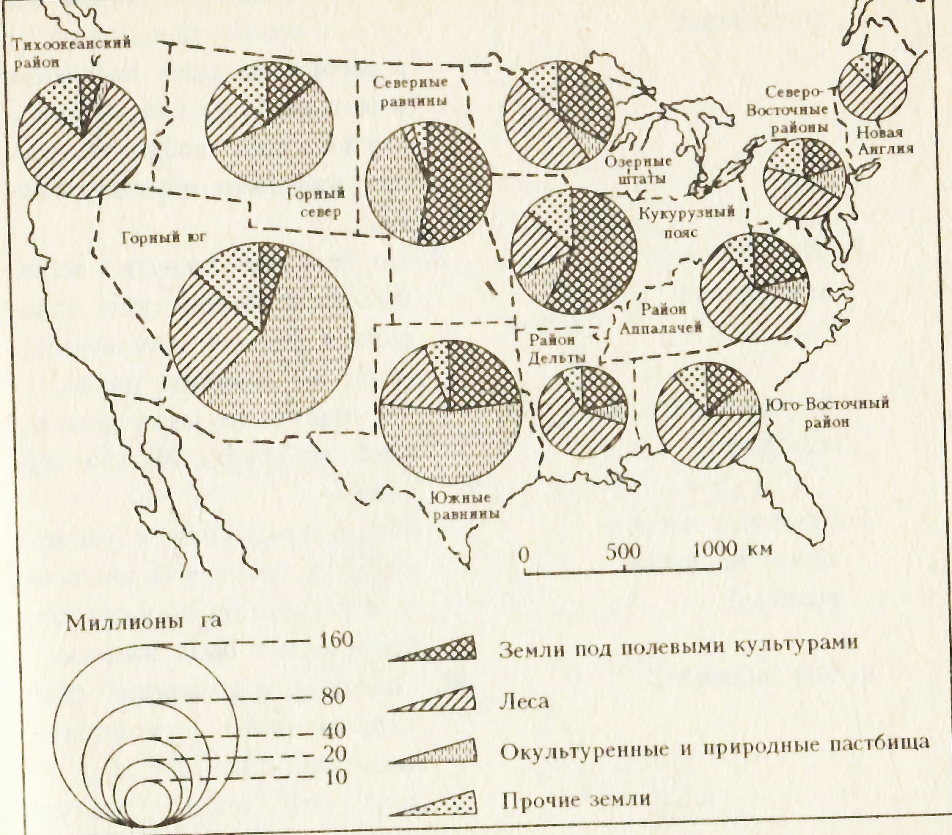 Тихоокеанский
район
Северные
равнины
Северо-
Восточные
районы
Новая
Англия
Озерные
штаты
Горный
север
Кукурузный
пояс
Горный юг
Район
Аппалачей
Район
Дельты
Юго-Восточный
район
Южные
равнины
0 500 1000 км
Миллионы га
160
80
40
20
10
Земли под полевыми культурами
Леса
Окультуренные и природные пастбища
Прочие земли